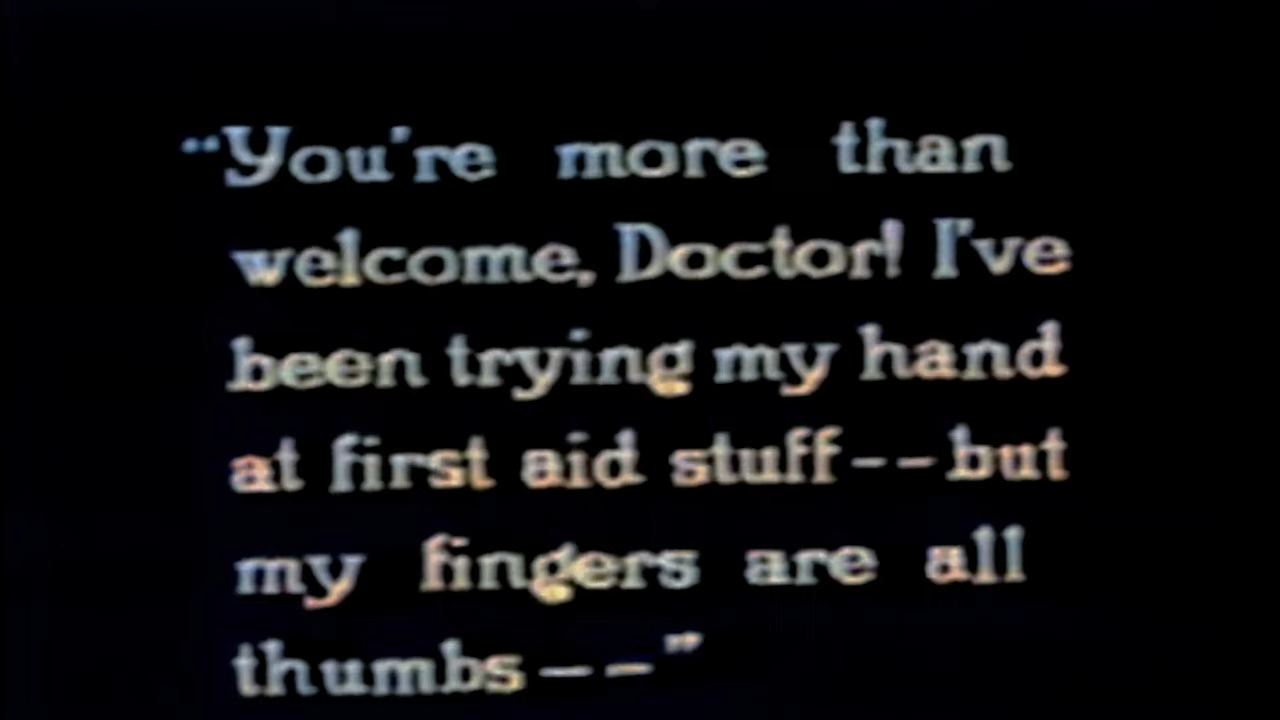 “You're more than
welcome, Doctor! I've
been trying my hand
at first aid stuff--but
my fingers are all
thumbs--”